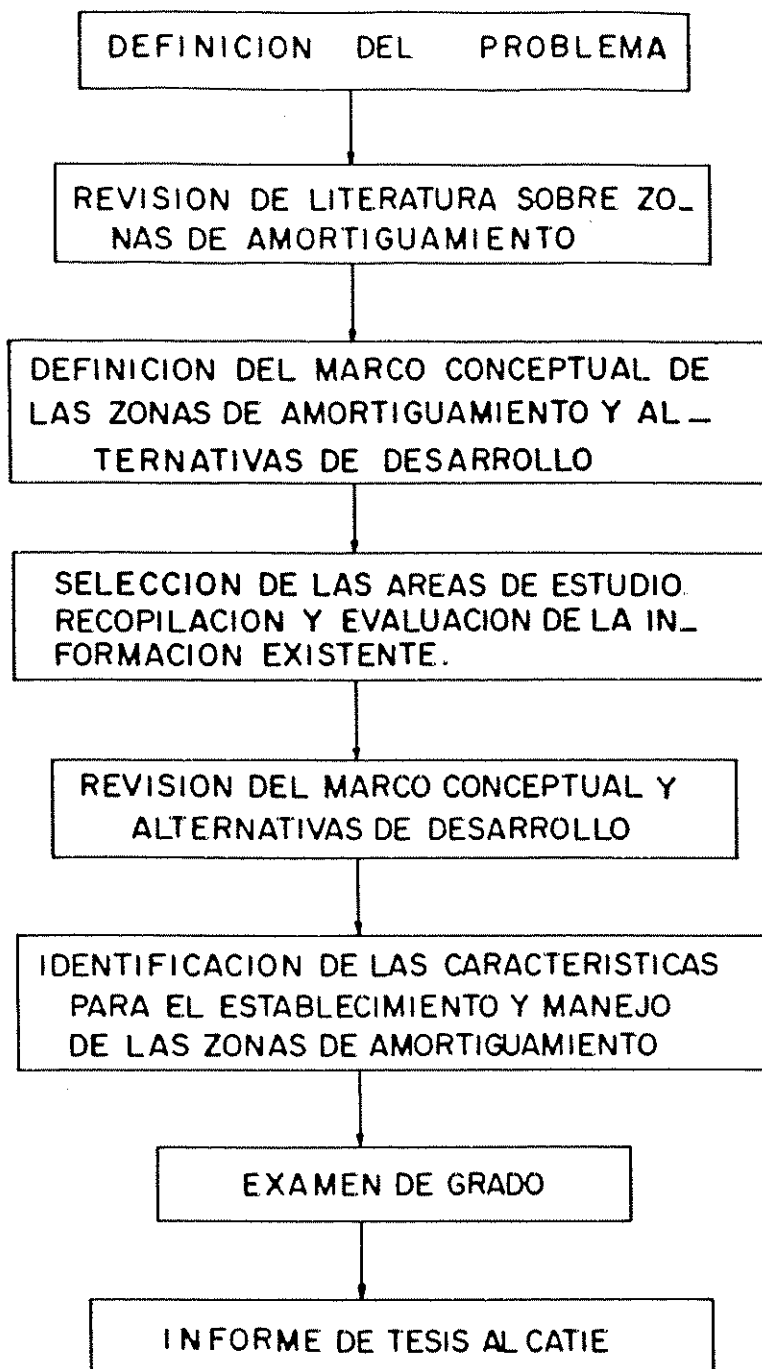 DEFINICION DEL PROBLEMA
REVISION DE LITERATURA SOBRE ZO_
NAS DE AMORTIGUAMIENTO
DEFINICION DEL MARCO CONCEPTUAL DE
LAS ZONAS DE AMORTIGUAMIENTO Y AL_
TERNATIVAS DE DESARROLLO
SELECCION DE LAS AREAS DE ESTUDIO.
RECOPILACION Y EVALUACION DE LA IN_
FORMACION EXISTENTE.
REVISION DEL MARCO CONCEPTUAL Y
ALTERNATIVAS DE DESARROLLO
IDENTIFICACION DE LAS CARACTERISTICAS
PARA EL ESTABLECIMIENTO Y MANEJO
DE LAS ZONAS DE AMORTIGUAMIENTO
EXAMEN DE GRADO
INFORME DE TESIS AL CATIE